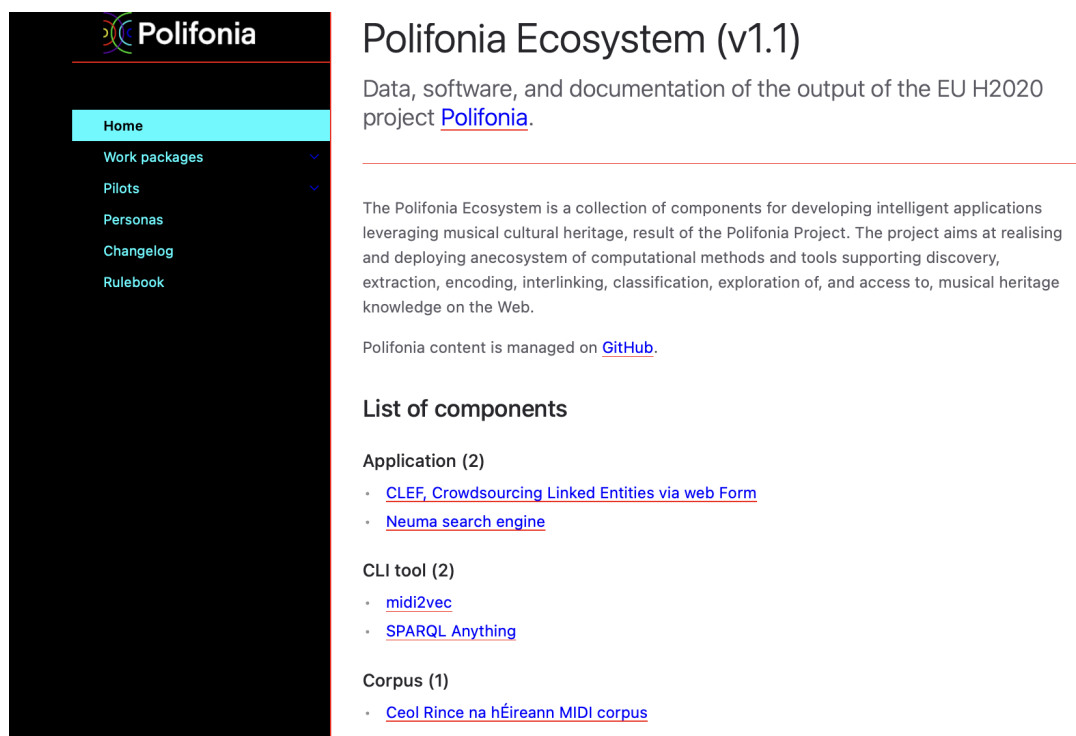 Polifonia
Home
Work packages
Pilots
Personas
Changelog
Rulebook
Polifonia Ecosystem (v1.1)
Data, software, and documentation of the output of the EU H2020
project Polifonia.
The Polifonia Ecosystem is a collection of components for developing intelligent applications
leveraging musical cultural heritage, result of the Polifonia Project. The project aims at realising
and deploying anecosystem of computational methods and tools supporting discovery,
extraction, encoding, interlinking, classification, exploration of, and access to, musical heritage
knowledge on the Web.
Polifonia content is managed on GitHub.
List of components
Application (2)
• CLEF, Crowdsourcing Linked Entities via web Form
• Neuma search engine
CLI tool (2)
• midi2vec
• SPARQL Anything
Corpus (1)
• Ceol Rince na hÉireann MIDI corpus